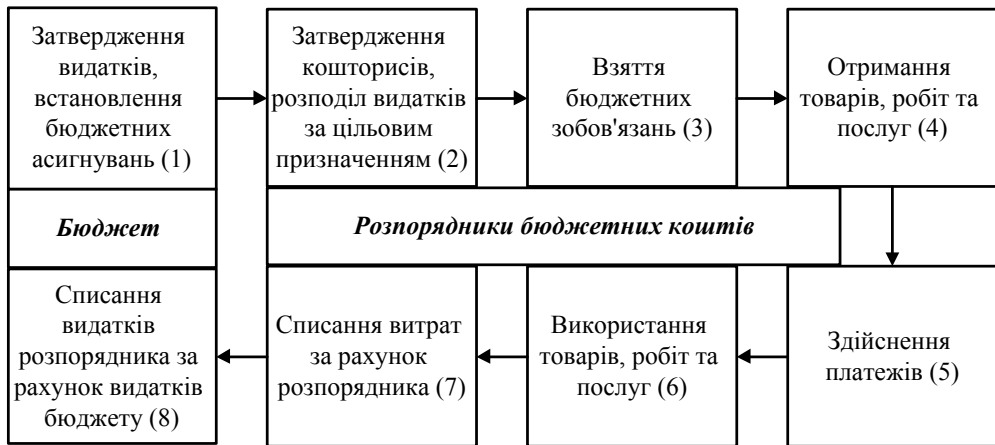 Затвердження
видатків,
встановлення
бюджетних
асигнувань (1)
Затвердження
кошторисів,
розподіл видатків
за цільовим
призначенням (2)
Взяття
бюджетних
зобов'язань (3)
Отримання
товарів, робіт та
послуг (4)
Бюджет
Розпорядники бюджетних коштів
Списання
видатків
розпорядника за
рахунок видатків
бюджету (8)
Списання витрат
за рахунок
розпорядника (7)
Використання
товарів, робіт та
послуг (6)
Здійснення
платежів (5)